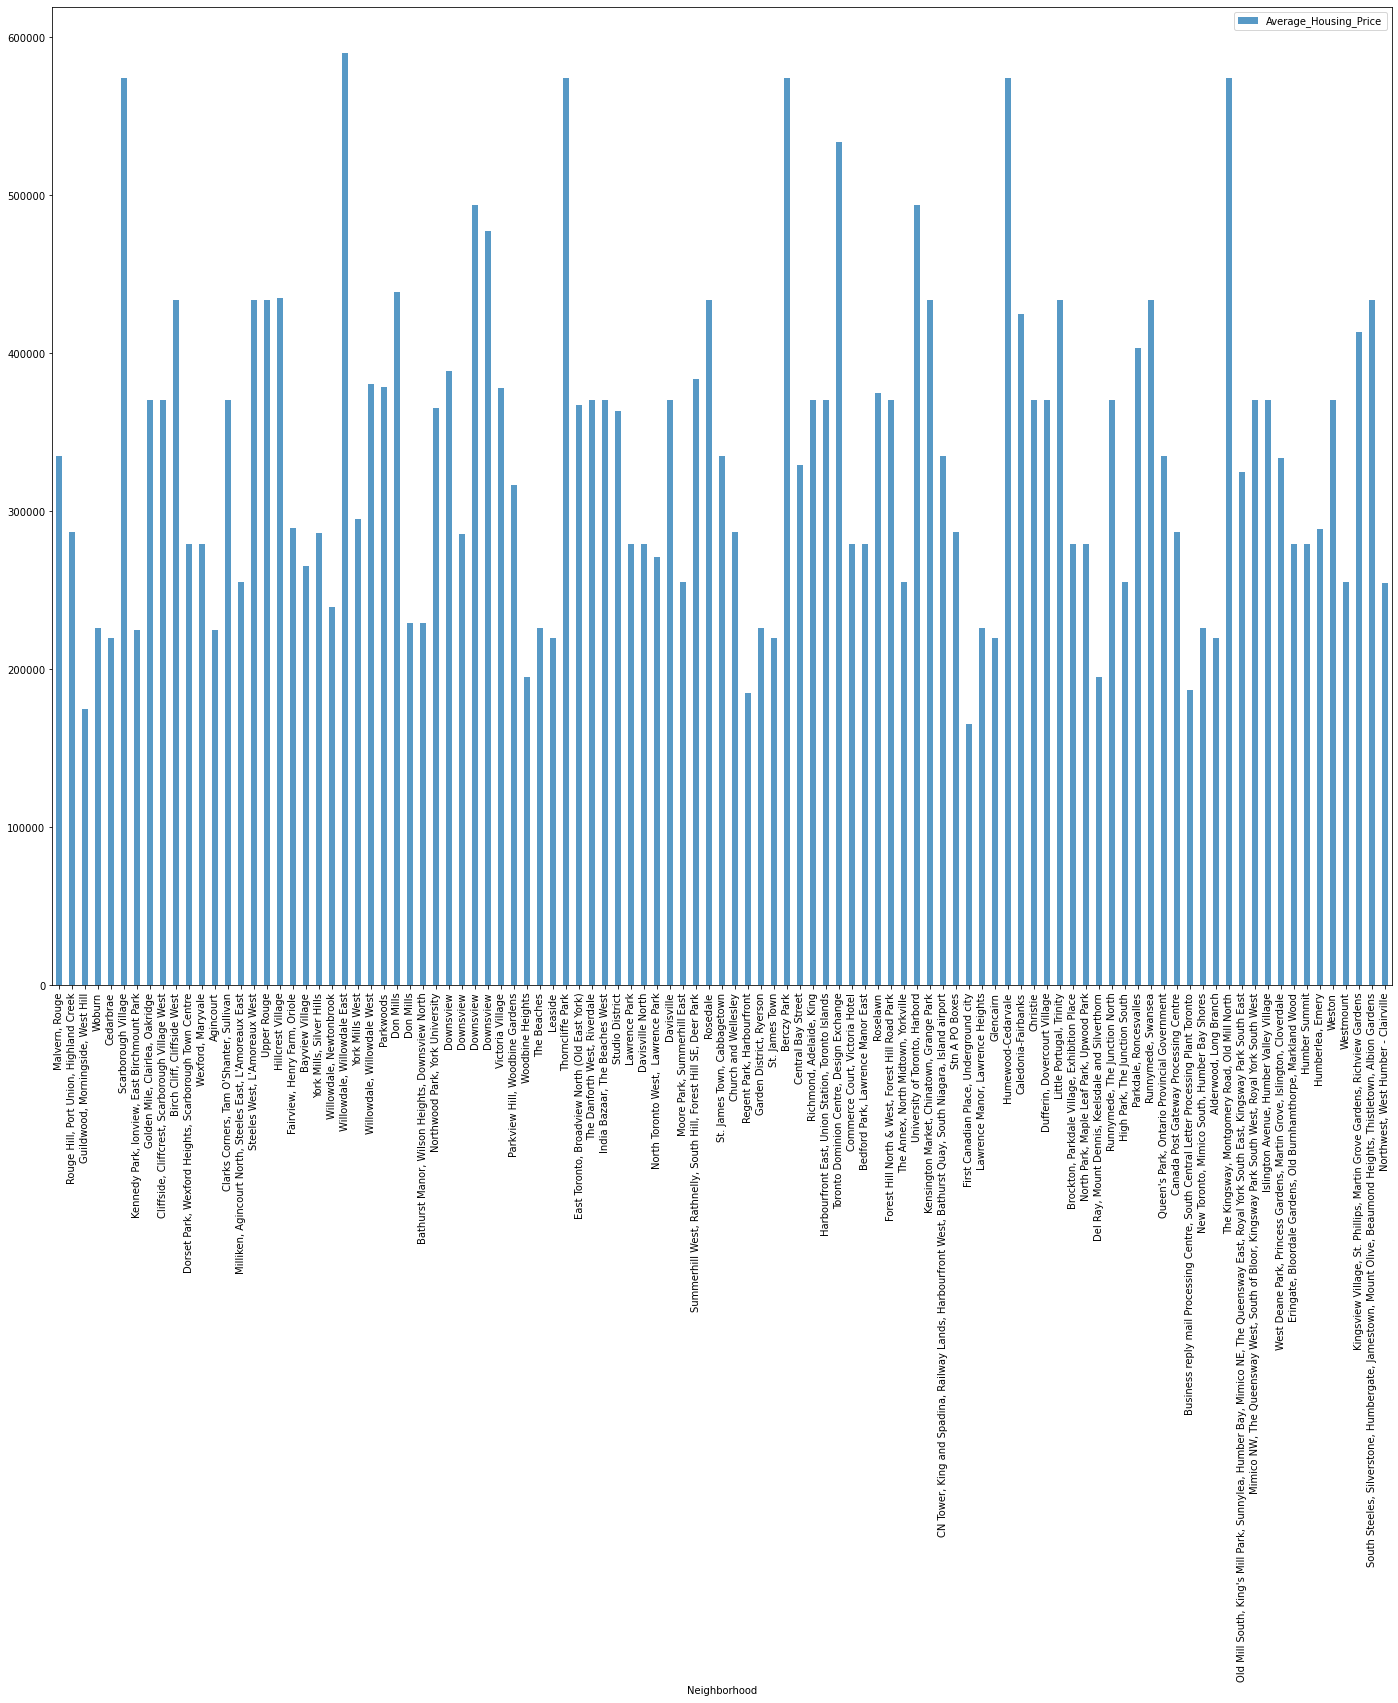 Average_Housing_Price
600000
500000
400000
300000
200000
100000
0
Malvern, Rouge
Rouge Hill, Port Union, Highland Creek
Guildwood, Morningside, West Hill
Woburn
Cedarbrae
Scarborough Village
Kennedy Park, Ionview, East Birchmount Park
Golden Mile, Clairlea, Oakridge
Cliffside, Cliffcrest, Scarborough Village West
Birch Cliff, Cliffside West
Dorset Park, Wexford Heights, Scarborough Town Centre
Wexford, Maryvale
Agincourt
Clarks Corners, Tam O'Shanter, Sullivan
Milliken, Agincourt North, Steeles East, L'Amoreaux East
Steeles West, L'Amoreaux West
Upper Rouge
Hillcrest Village
Fairview, Henry Farm, Oriole
Bayview Village
York Mills, Silver Hills
Willowdale, Newtonbrook
Willowdale, Willowdale East
York Mills West
Willowdale, Willowdale West
Parkwoods
Don Mills
Don Mills
Bathurst Manor, Wilson Heights, Downsview North
Northwood Park, York University
Downsview
Downsview
Downsview
Downsview
Victoria Village
Parkview Hill, Woodbine Gardens
Woodbine Heights
The Beaches
Leaside
Thorncliffe Park
East Toronto, Broadview North (Old East York)
The Danforth West, Riverdale
India Bazaar, The Beaches West
Studio District
Lawrence Park
Davisville North
North Toronto West,  Lawrence Park
Davisville
Moore Park, Summerhill East
Summerhill West, Rathnelly, South Hill, Forest Hill SE, Deer Park
Rosedale
St. James Town, Cabbagetown
Church and Wellesley
Regent Park, Harbourfront
Garden District, Ryerson
St. James Town
Berczy Park
Central Bay Street
Richmond, Adelaide, King
Harbourfront East, Union Station, Toronto Islands
Toronto Dominion Centre, Design Exchange
Commerce Court, Victoria Hotel
Bedford Park, Lawrence Manor East
Roselawn
Forest Hill North & West, Forest Hill Road Park
The Annex, North Midtown, Yorkville
University of Toronto, Harbord
Kensington Market, Chinatown, Grange Park
CN Tower, King and Spadina, Railway Lands, Harbourfront West, Bathurst Quay, South Niagara, Island airport
Stn A PO Boxes
First Canadian Place, Underground city
Lawrence Manor, Lawrence Heights
Glencairn
Humewood-Cedarvale
Caledonia-Fairbanks
Christie
Dufferin, Dovercourt Village
Little Portugal, Trinity
Brockton, Parkdale Village, Exhibition Place
North Park, Maple Leaf Park, Upwood Park
Del Ray, Mount Dennis, Keelsdale and Silverthorn
Runnymede, The Junction North
High Park, The Junction South
Parkdale, Roncesvalles
Runnymede, Swansea
Queen's Park, Ontario Provincial Government
Canada Post Gateway Processing Centre
Business reply mail Processing Centre, South Central Letter Processing Plant Toronto
New Toronto, Mimico South, Humber Bay Shores
Alderwood, Long Branch
The Kingsway, Montgomery Road, Old Mill North
Old Mill South, King's Mill Park, Sunnylea, Humber Bay, Mimico NE, The Queensway East, Royal York South East, Kingsway Park South East
Mimico NW, The Queensway West, South of Bloor, Kingsway Park South West, Royal York South West
Islington Avenue, Humber Valley Village
West Deane Park, Princess Gardens, Martin Grove, Islington, Cloverdale
Eringate, Bloordale Gardens, Old Burnhamthorpe, Markland Wood
Humber Summit
Humberlea, Emery
Weston
Westmount
Kingsview Village, St. Phillips, Martin Grove Gardens, Richview Gardens
South Steeles, Silverstone, Humbergate, Jamestown, Mount Olive, Beaumond Heights, Thistletown, Albion Gardens
Northwest, West Humber - Clairville
Neighborhood